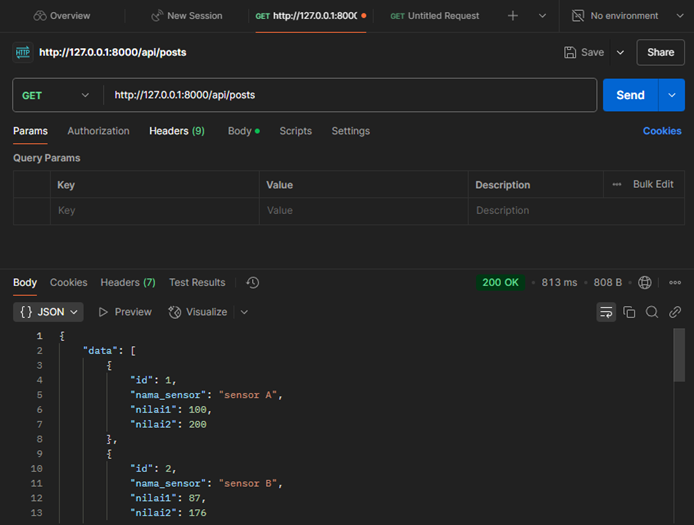 Overview New Session GET http://127.0.0.1:8000 GET Untitled Request No environment
HTTP http://127.0.0.1:8000/api/posts Save Share
GET http://127.0.0.1:8000/api/posts Send
Params Authorization Headers (9) Body Scripts Settings Cookies
Query Params
Key Value Description Bulk Edit
Key Value Description
Body Cookies Headers (7) Test Results 200 OK 813 ms 808 B
{} JSON Preview Visualize
1 {
2 "data": [
3 {
4 "id": 1,
5 "nama_sensor": "sensor A",
6 "nilai1": 100,
7 "nilai2": 200
8 },
9 {
10 "id": 2,
11 "nama_sensor": "sensor B",
12 "nilai1": 87,
13 "nilai2": 176